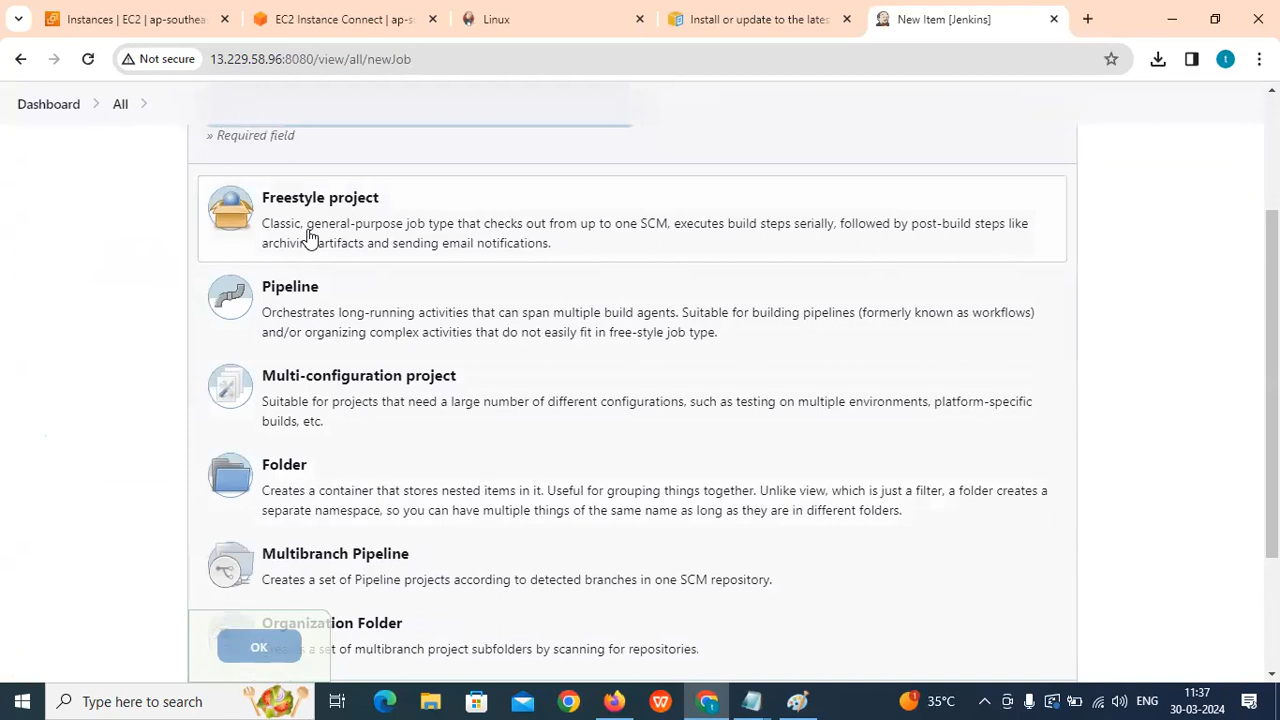 Instances | EC2 | ap-southea
EC2 Instance Connect | ap-s
Linux
Install or update to the lates
New Item [Jenkins]
Not secure
13.229.58.96:8080/view/all/newJob
t
Dashboard
All
» Required field
Freestyle project
Classic, general-purpose job type that checks out from up to one SCM, executes build steps serially, followed by post-build steps like
archiving artifacts and sending email notifications.
Pipeline
Orchestrates long-running activities that can span multiple build agents. Suitable for building pipelines (formerly known as workflows)
and/or organizing complex activities that do not easily fit in free-style job type.
Multi-configuration project
Suitable for projects that need a large number of different configurations, such as testing on multiple environments, platform-specific
builds, etc.
Folder
Creates a container that stores nested items in it. Useful for grouping things together. Unlike view, which is just a filter, a folder creates a
separate namespace, so you can have multiple things of the same name as long as they are in different folders.
Multibranch Pipeline
Creates a set of Pipeline projects according to detected branches in one SCM repository.
Organization Folder
OK
a set of multibranch project subfolders by scanning for repositories.
Type here to search
1
35°C
ENG
11:37
30-03-2024